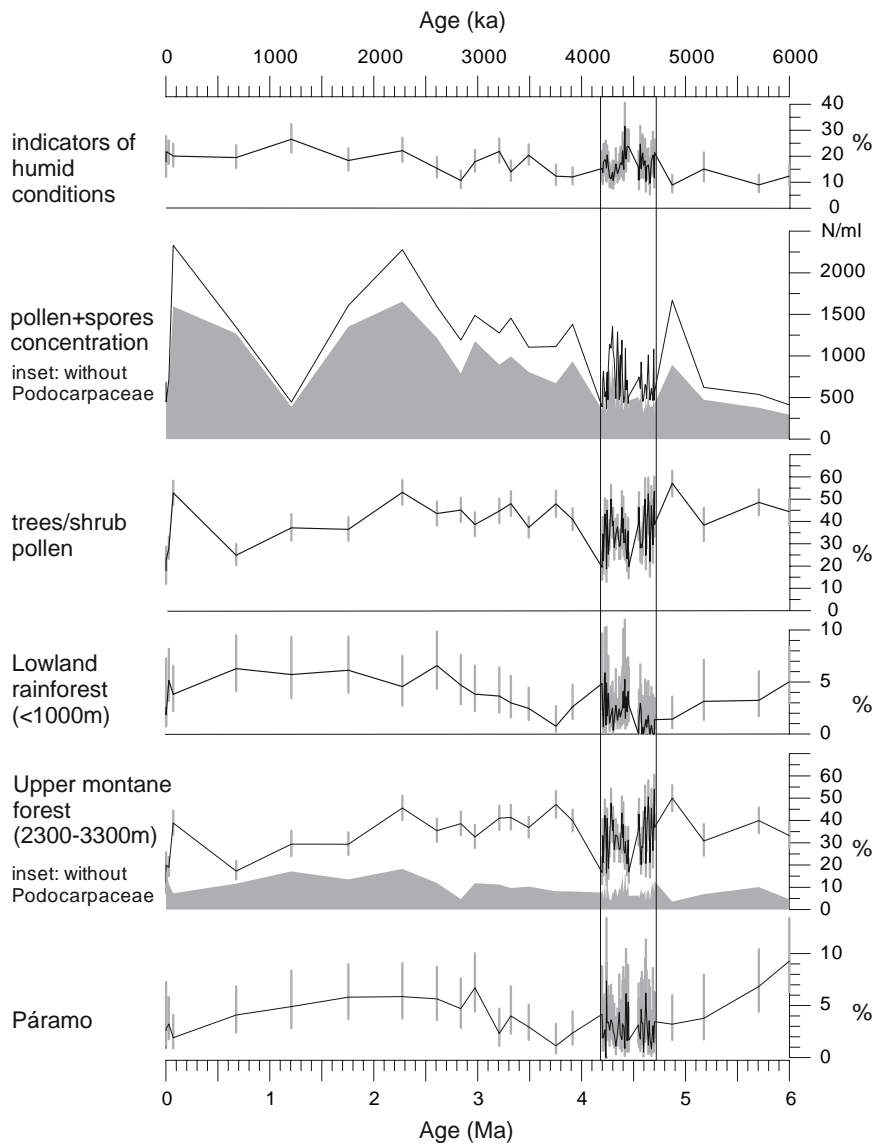 Age (ka)
0 1000 2000 3000 4000 5000 6000
indicators of
humid
conditions
40
30
%
20
10
0
N/ml
2000
1500
1000
500
0
pollen+spores
concentration
inset: without
Podocarpaceae
60
50
40
30
20
%
10
0
trees/shrub
pollen
10
5
%
0
Lowland
rainforest
(<1000m)
60
50
40
30
%
20
10
0
Upper montane
forest
(2300-3300m)
inset: without
Podocarpaceae
10
5
%
0
Páramo
0 1 2 3 4 5 6
Age (Ma)